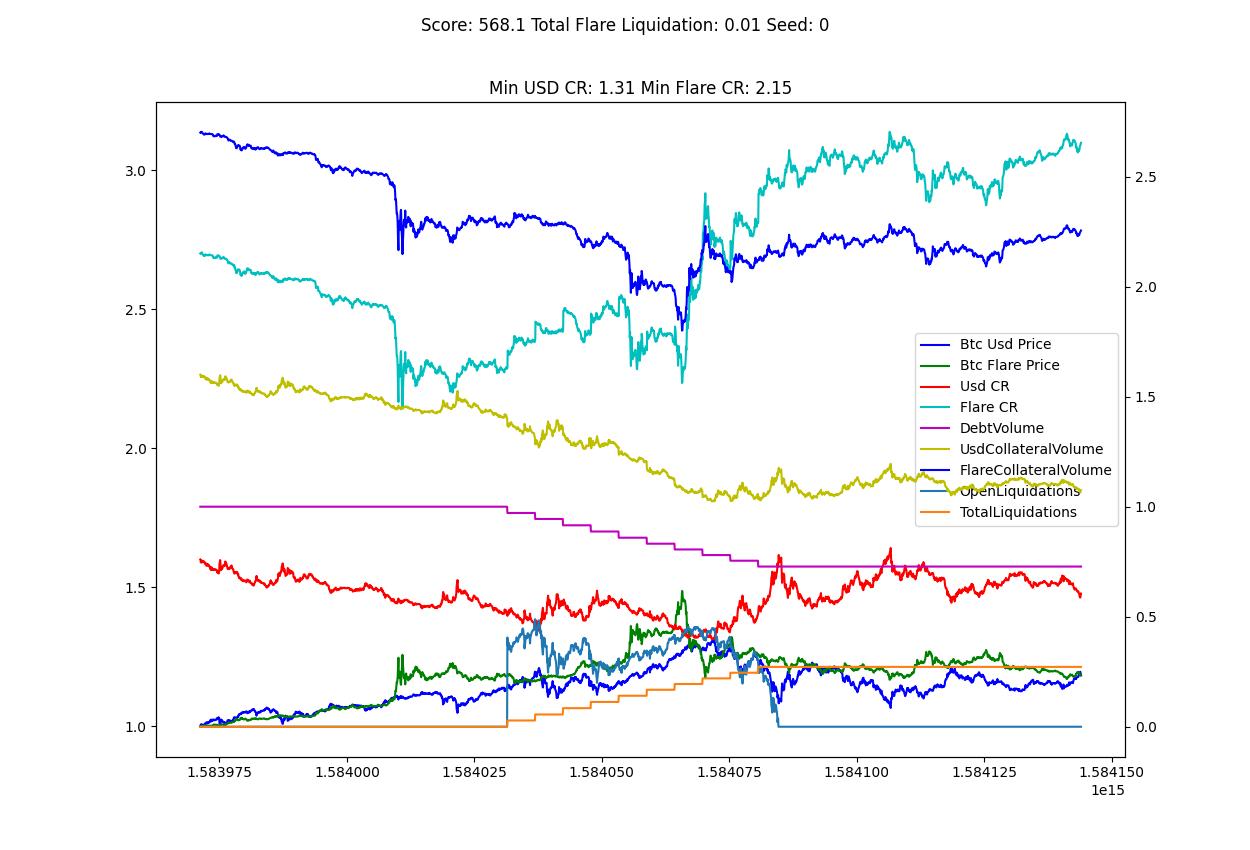 Score: 568.1 Total Flare Liquidation: 0.01 Seed: 0
Min USD CR: 1.31 Min Flare CR: 2.15
3.0
2.5
2.0
1.5
1.0
2.5
2.0
1.5
1.0
0.5
0.0
Btc Usd Price
Btc Flare Price
Usd CR
Flare CR
DebtVolume
UsdCollateralVolume
FlareCollateralVolume
OpenLiquidations
TotalLiquidations
1.583975 1.584000 1.584025 1.584050 1.584075 1.584100 1.584125 1.584150
1e15